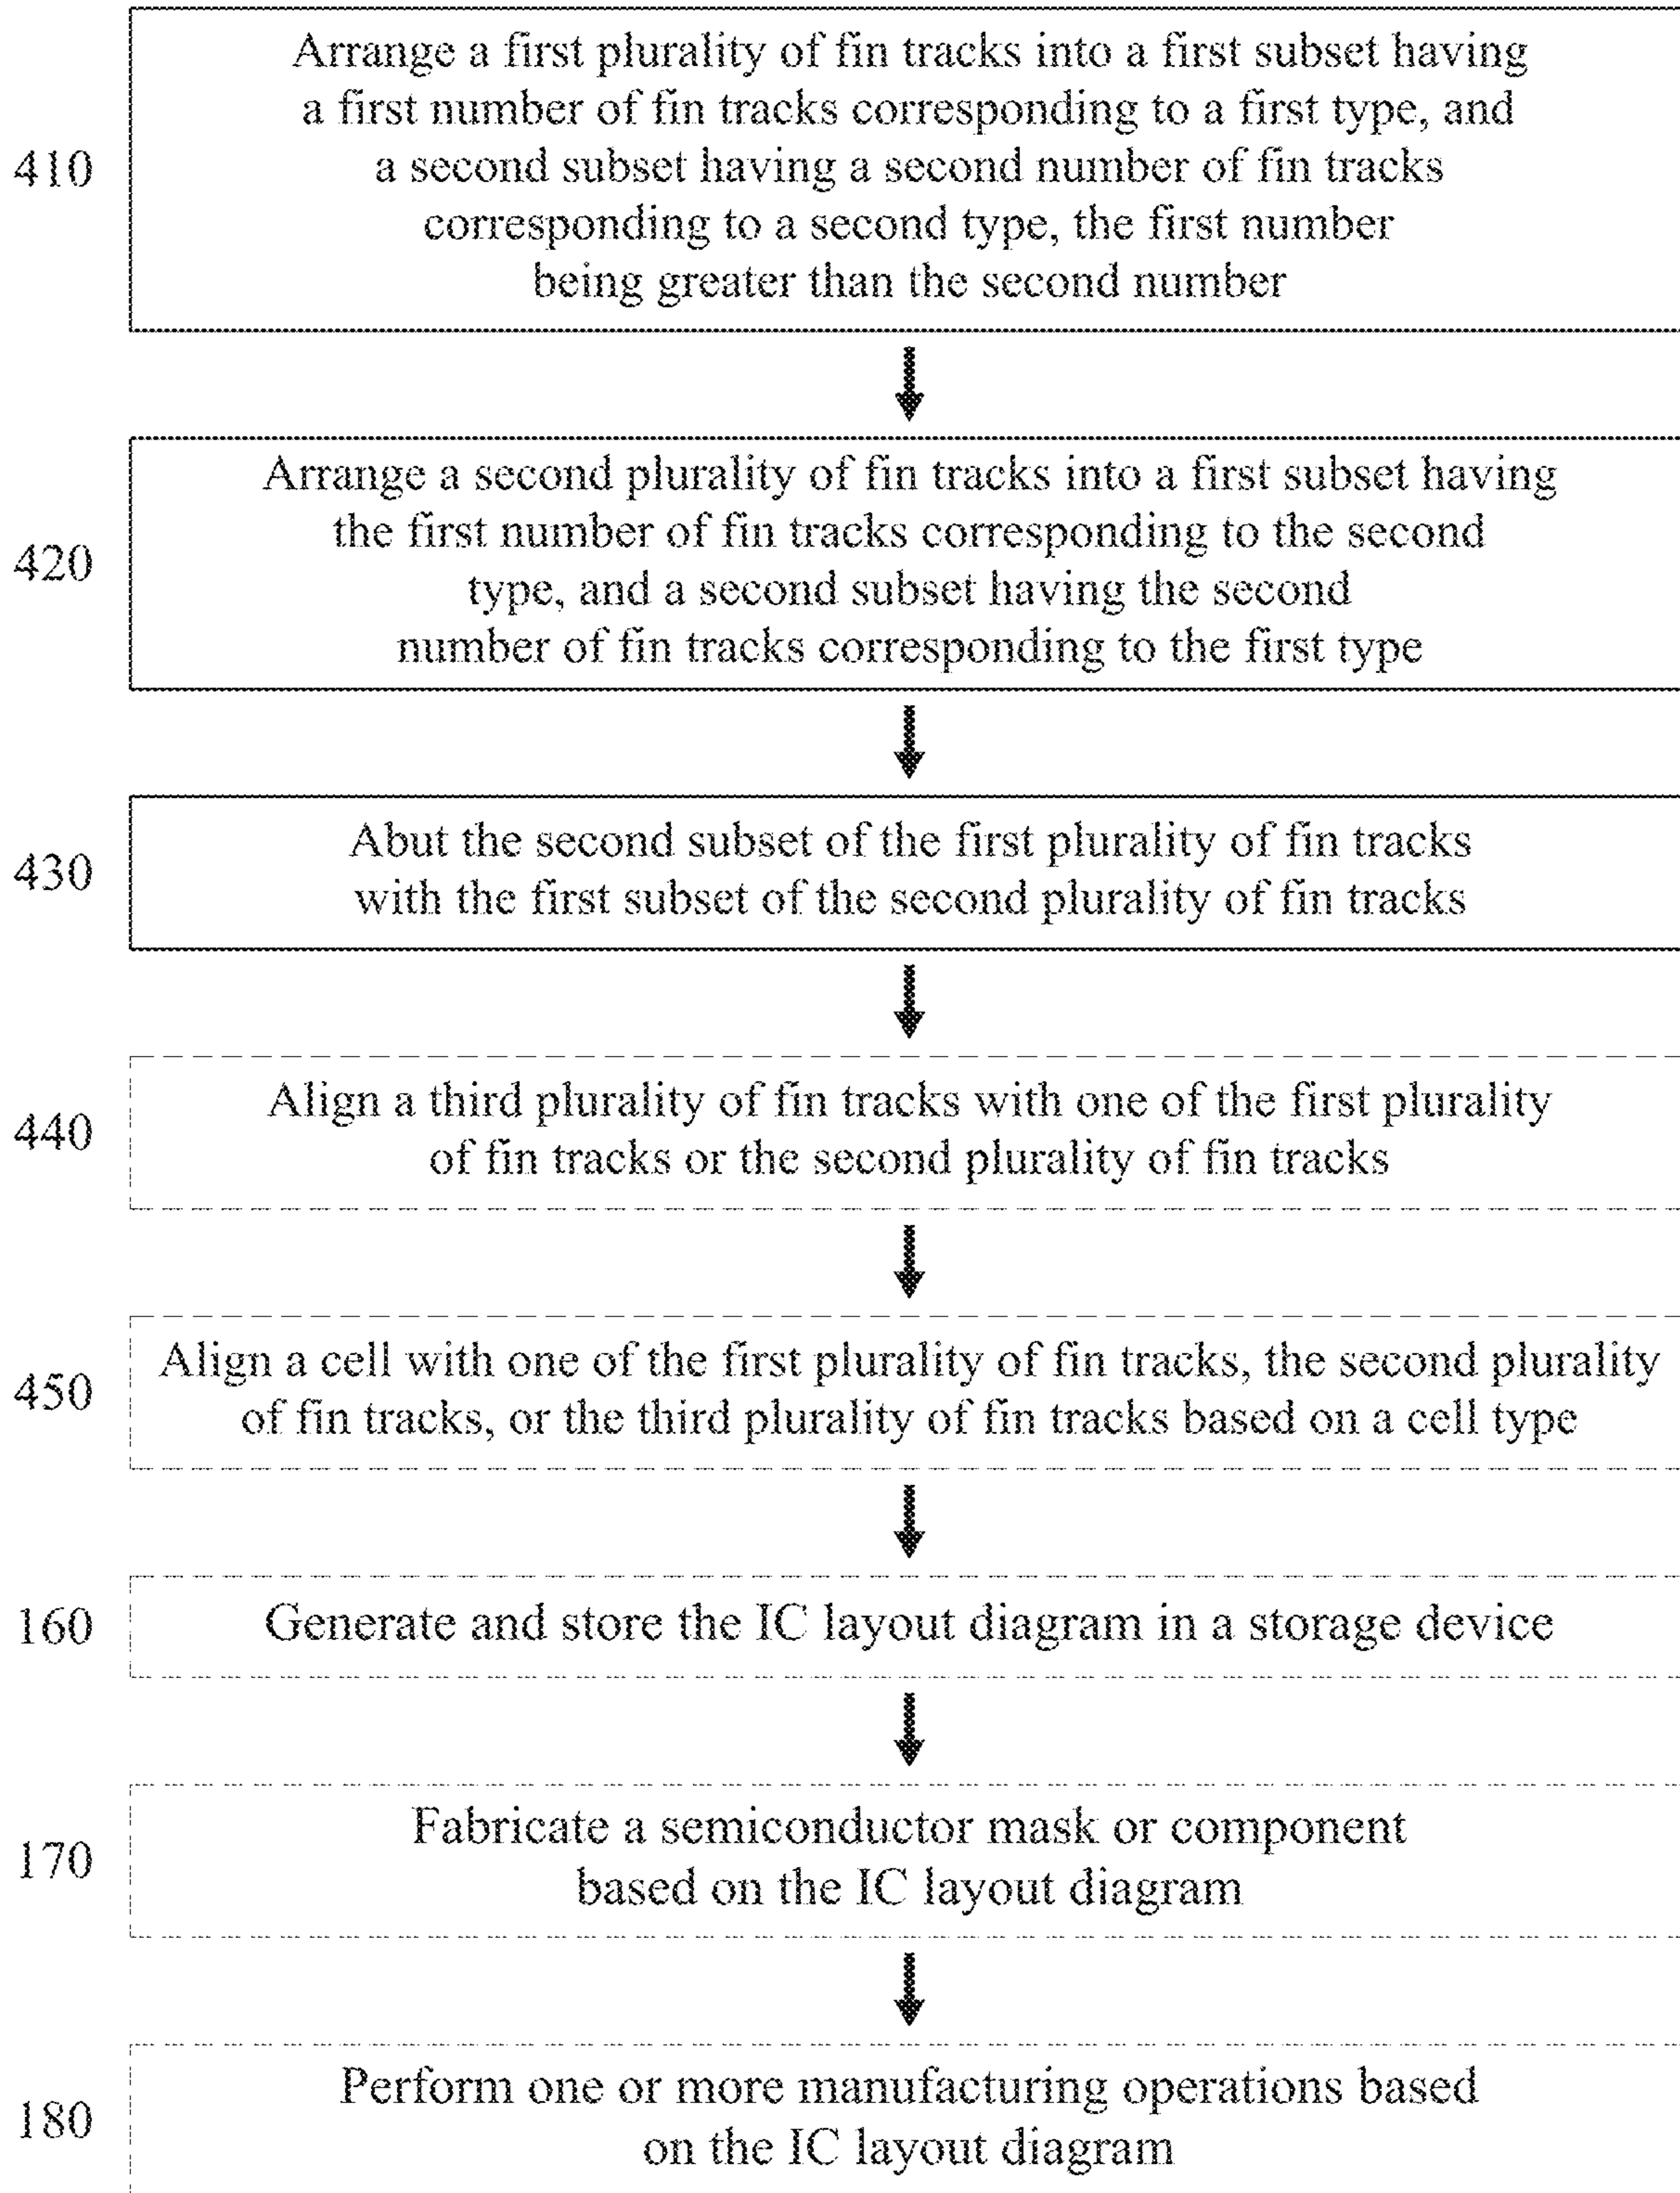 Arrange a first plurality of fin tracks into a first subset having
a first number of fin tracks corresponding to a first type, and
410
a second subset having a second number of fin tracks
corresponding to a second type, the first number
being greater than the second number
Arrange a second plurality of fin tracks into a first subset having
the first number of fin tracks corresponding to the second
420
type, and a second subset having the second
number of fin tracks corresponding to the first type
430
Abut the second subset of the first plurality of fin tracks
with the first subset of the second plurality of fin tracks
440
Align a third plurality of fin tracks with one of the first plurality
of fin tracks or the second plurality of fin tracks
450
Align a cell with one of the first plurality of fin tracks, the second plurality
of fin tracks, or the third plurality of fin tracks based on a cell type
160
Generate and store the IC layout diagram in a storage device
170
Fabricate a semiconductor mask or component
based on the IC layout diagram
180
Perform one or more manufacturing operations based
on the IC layout diagram